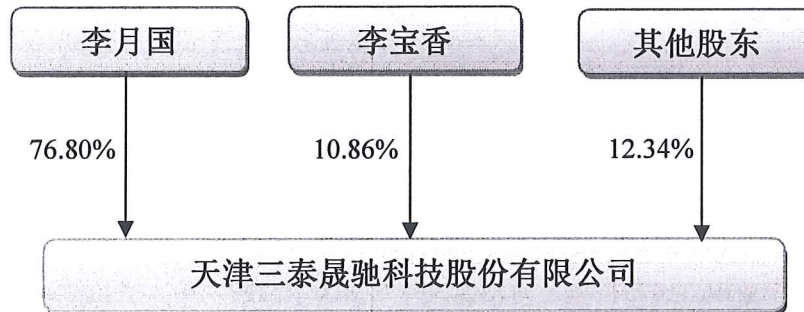 李月国
李宝香
其他股东
76.80%
10.86%
12.34%
天津三泰晟驰科技股份有限公司